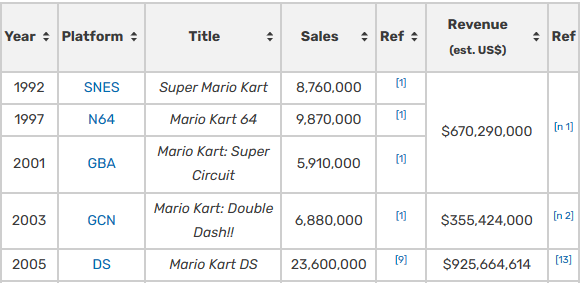 Year Platform Title Sales Ref Revenue (est. US$) Ref
1992 SNES Super Mario Kart 8,760,000 [1] $670,290,000 [n 1]
1997 N64 Mario Kart 64 9,870,000 [1]
2001 GBA Mario Kart: Super Circuit 5,910,000 [1]
2003 GCN Mario Kart: Double Dash!! 6,880,000 [1] $355,424,000 [n 2]
2005 DS Mario Kart DS 23,600,000 [9] $925,664,614 [13]